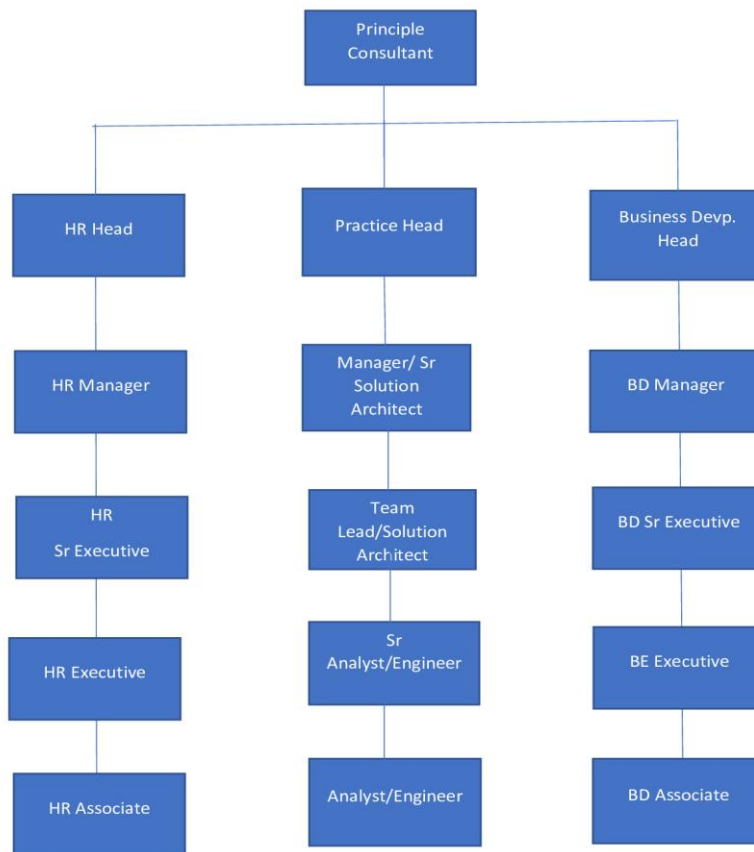 Principle
Consultant
HR Head
Practice Head
Business Devp.
Head
HR Manager
Manager/ Sr
Solution
Architect
BD Manager
HR
Sr Executive
Team
Lead/Solution
Architect
BD Sr Executive
HR Executive
Sr
Analyst/Engineer
BE Executive
HR Associate
Analyst/Engineer
BD Associate